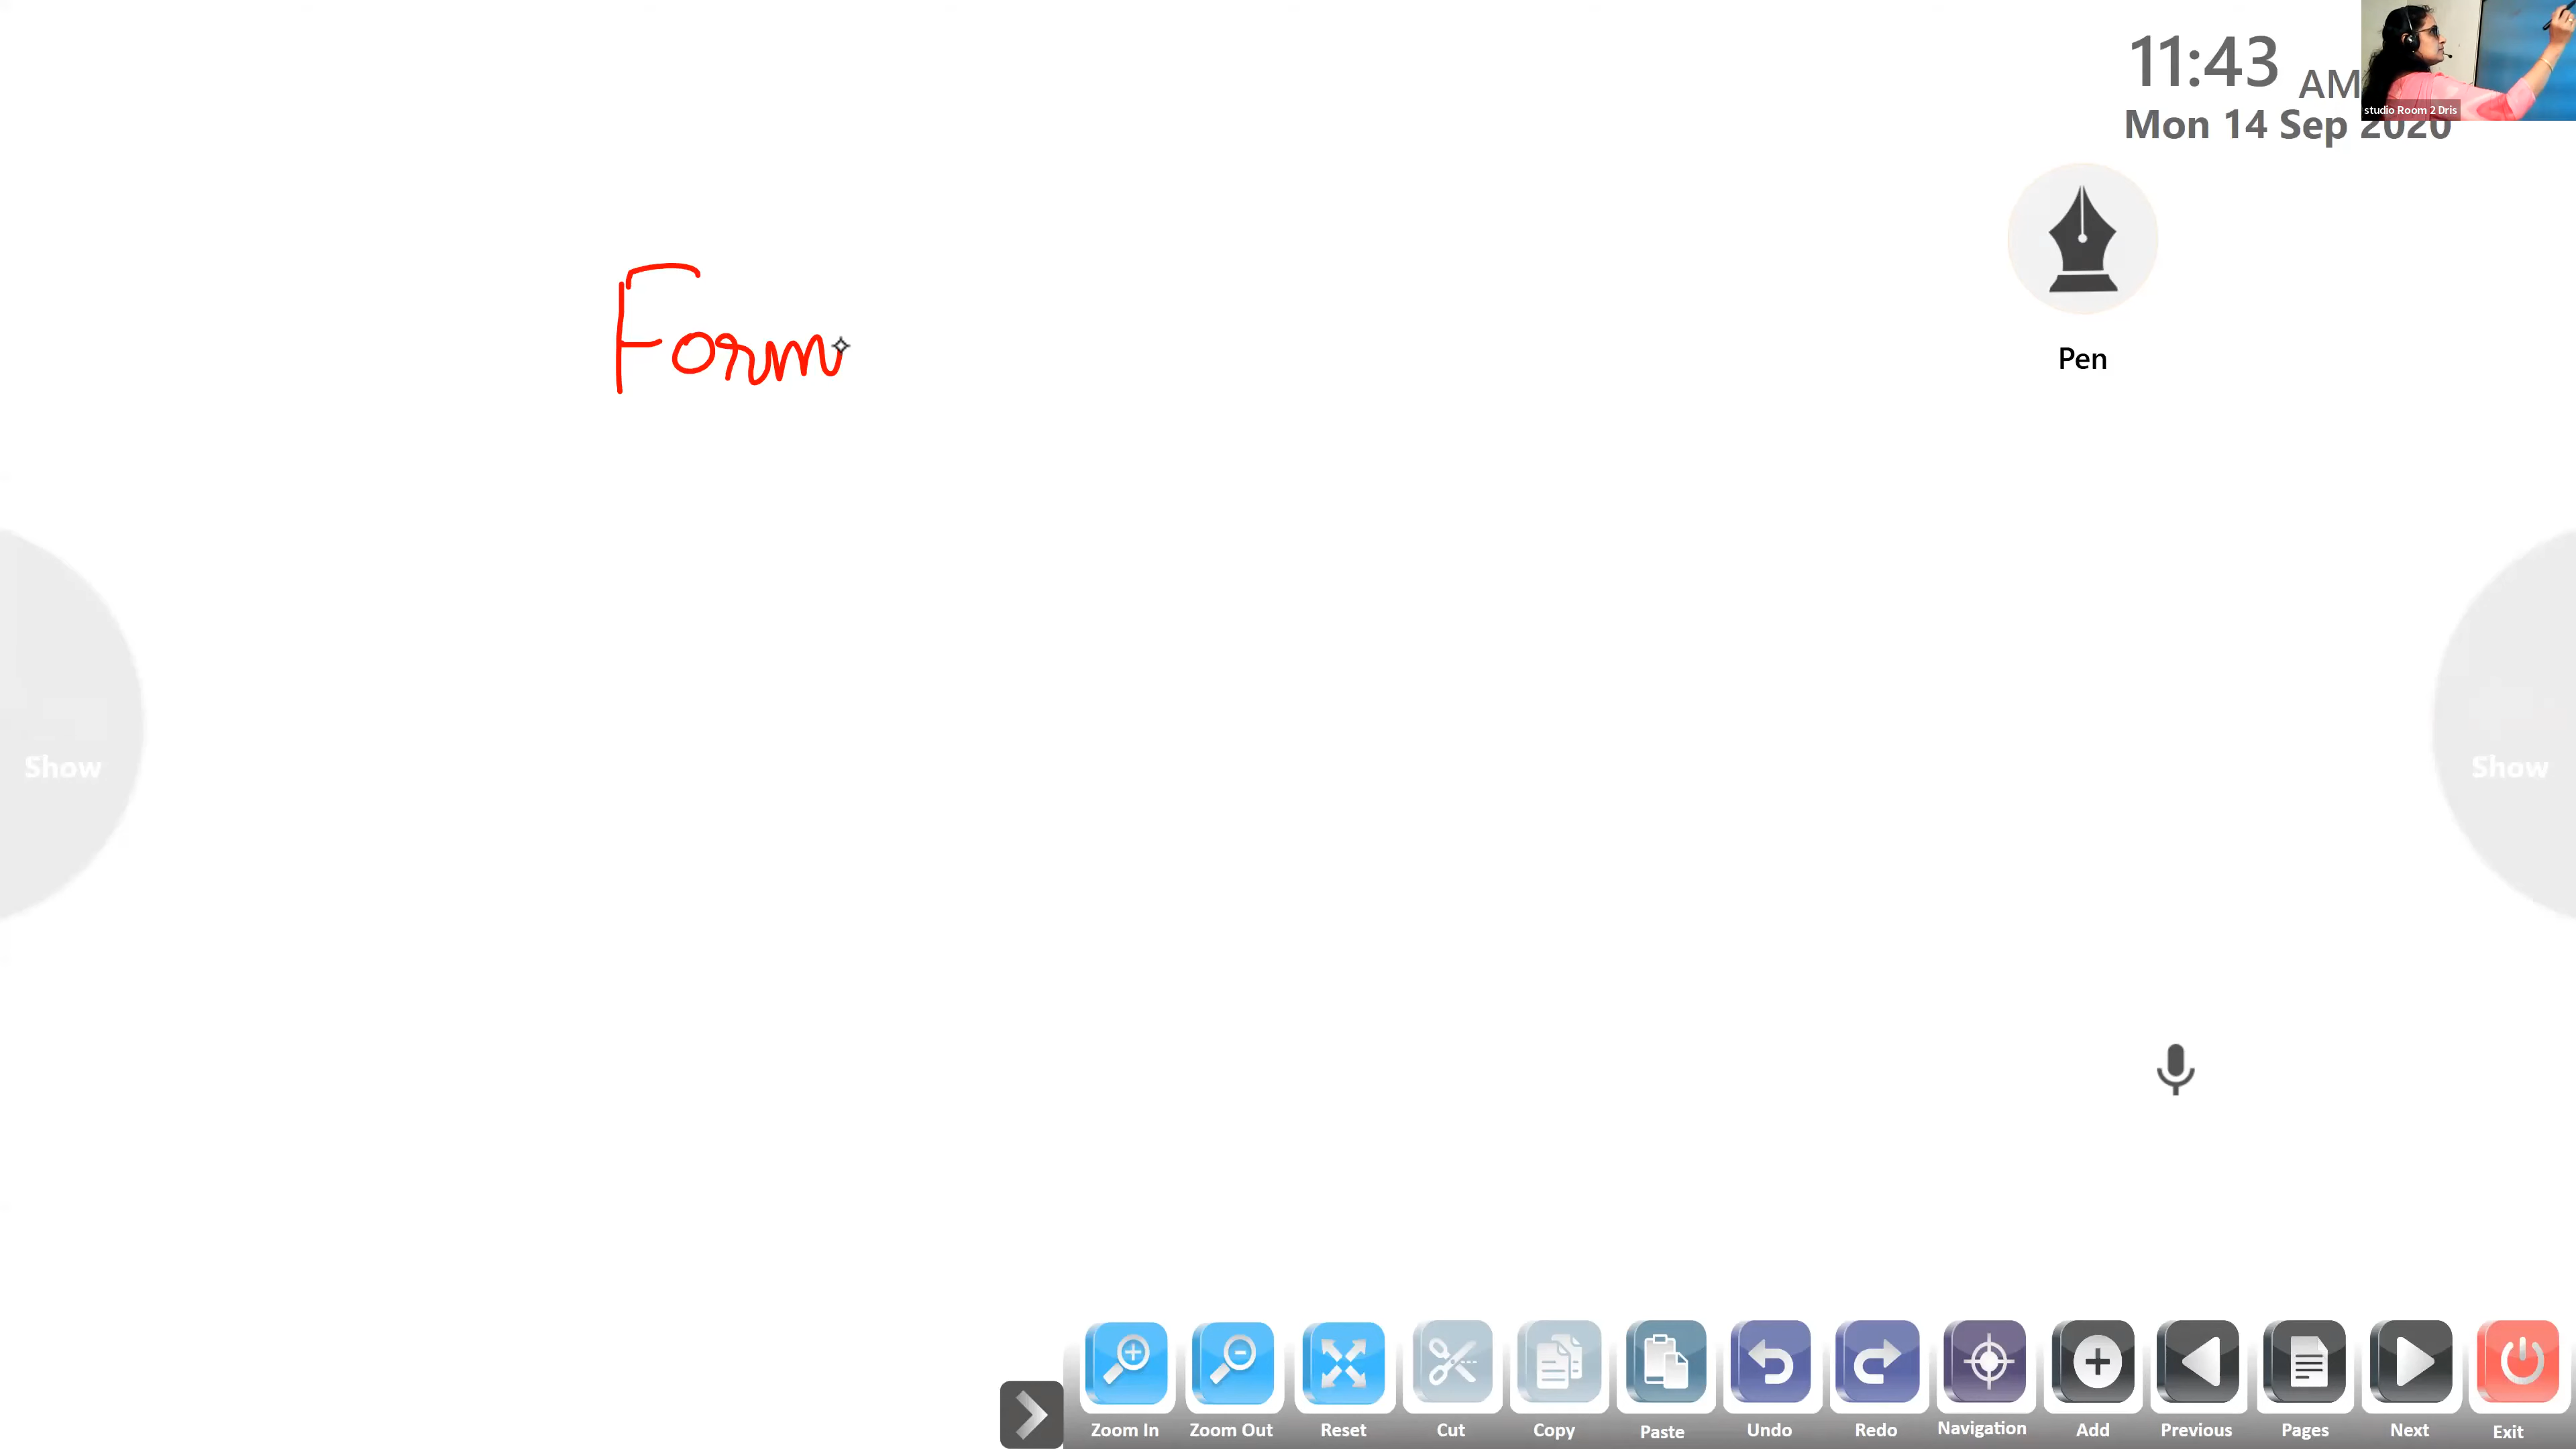 11:43 AM
studio Room 2 Dris
Mon 14 Sep 2020
Pen
Form
Show
Show
Zoom In
Zoom Out
Reset
Cut
Copy
Paste
Undo
Redo
Navigation
Add
Previous
Pages
Next
Exit